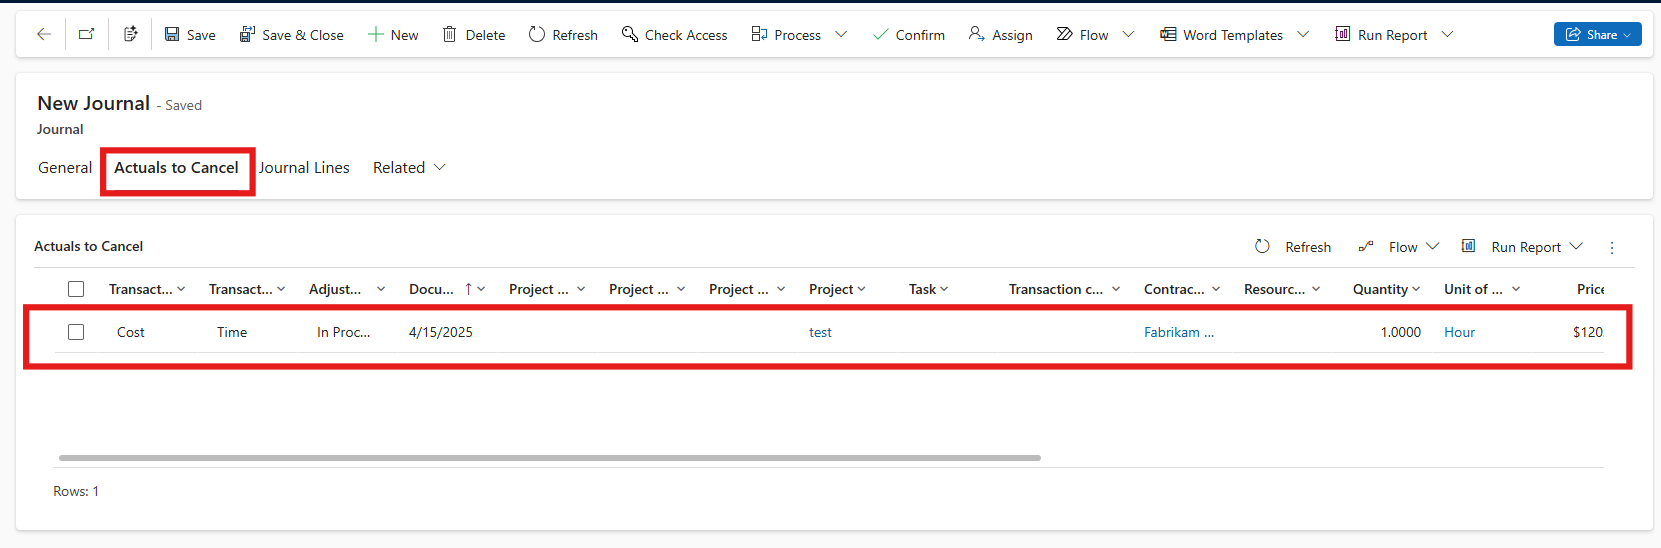 Save Save & Close New Delete Refresh Check Access Process Confirm Assign Flow Word Templates Run Report Share
New Journal - Saved
Journal
General Actuals to Cancel Journal Lines Related
Actuals to Cancel Refresh Flow Run Report
Transact... Transact... Adjust... Docu... Project ... Project ... Project ... Project Task Transaction c... Contrac... Resourc... Quantity Unit of ... Price
Cost Time In Proc... 4/15/2025 test Fabrikam ... 1.0000 Hour $120.
Rows: 1